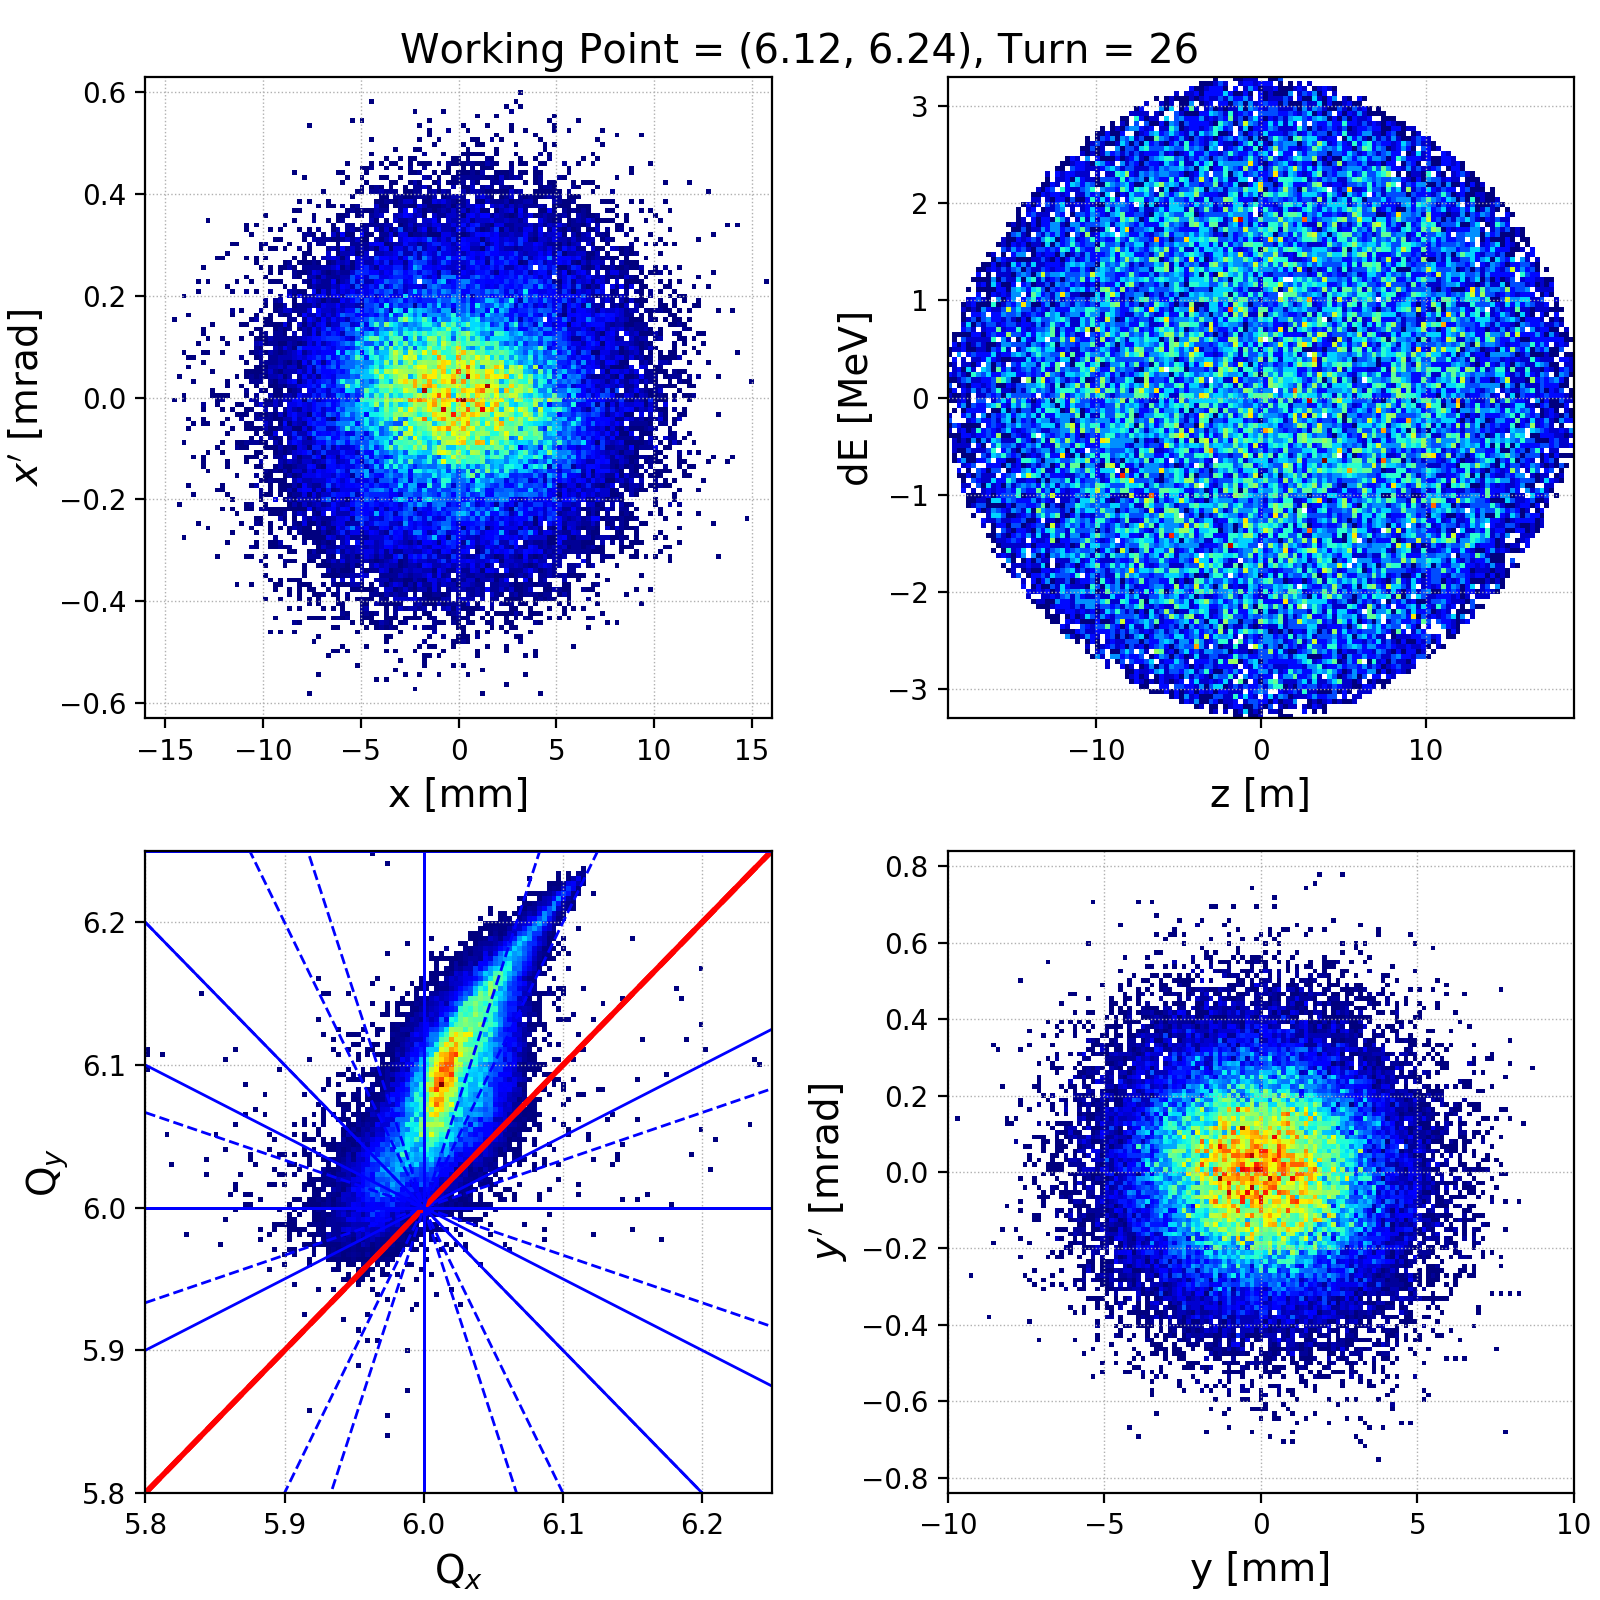 Working Point = (6.12, 6.24), Turn = 26
0.6
0.4
0.2
0.0
−0.2
−0.4
−0.6
x′ [mrad]
−15 −10 −5 0 5 10 15
x [mm]
3
2
1
0
−1
−2
−3
dE [MeV]
−10 0 10
z [m]
6.2
6.1
6.0
5.9
5.8
Qy
5.8 5.9 6.0 6.1 6.2
Qx
0.8
0.6
0.4
0.2
0.0
−0.2
−0.4
−0.6
−0.8
y′ [mrad]
−10 −5 0 5 10
y [mm]